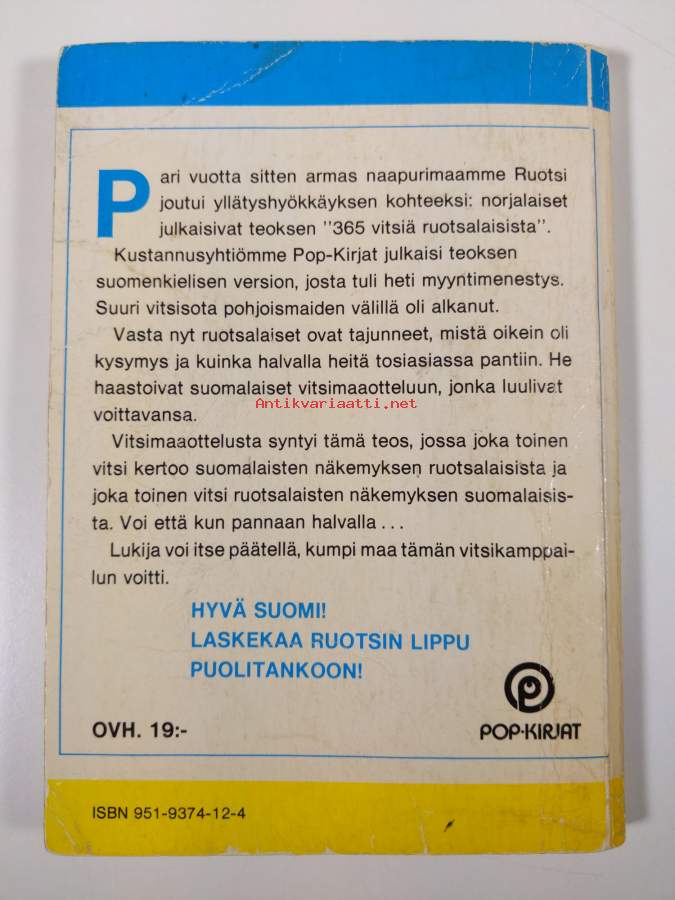 Pari vuotta sitten armas naapurimaamme Ruotsi
joutui yllätyshyökkäyksen kohteeksi: norjalaiset
julkaisivat teoksen "365 vitsiä ruotsalaisista".
Kustannusyhtiömme Pop-Kirjat julkaisi teoksen
suomenkielisen version, josta tuli heti myyntimenestys.
Suuri vitsisota pohjoismaiden välillä oli alkanut.
Vasta nyt ruotsalaiset ovat tajunneet, mistä oikein oli
kysymys ja kuinka halvalla heitä tosiasiassa pantiin. He
haastoivat suomalaiset vitsimaaotteluun, jonka luulivat
voittavansa.
Antikvariaatti.net
Vitsimaaottelusta syntyi tämä teos, jossa joka toinen
vitsi kertoo suomalaisten näkemyksen ruotsalaisista ja
joka toinen vitsi ruotsalaisten näkemyksen suomalaisis-
ta. Voi että kun pannaan halvalla...
Lukija voi itse päätellä, kumpi maa tämän vitsikamppai-
lun voitti.
HYVÄ SUOMI!
LASKEKAA RUOTSIN LIPPU
PUOLITANKOON!
OVH. 19:-
POP-KIRJAT
ISBN 951-9374-12-4